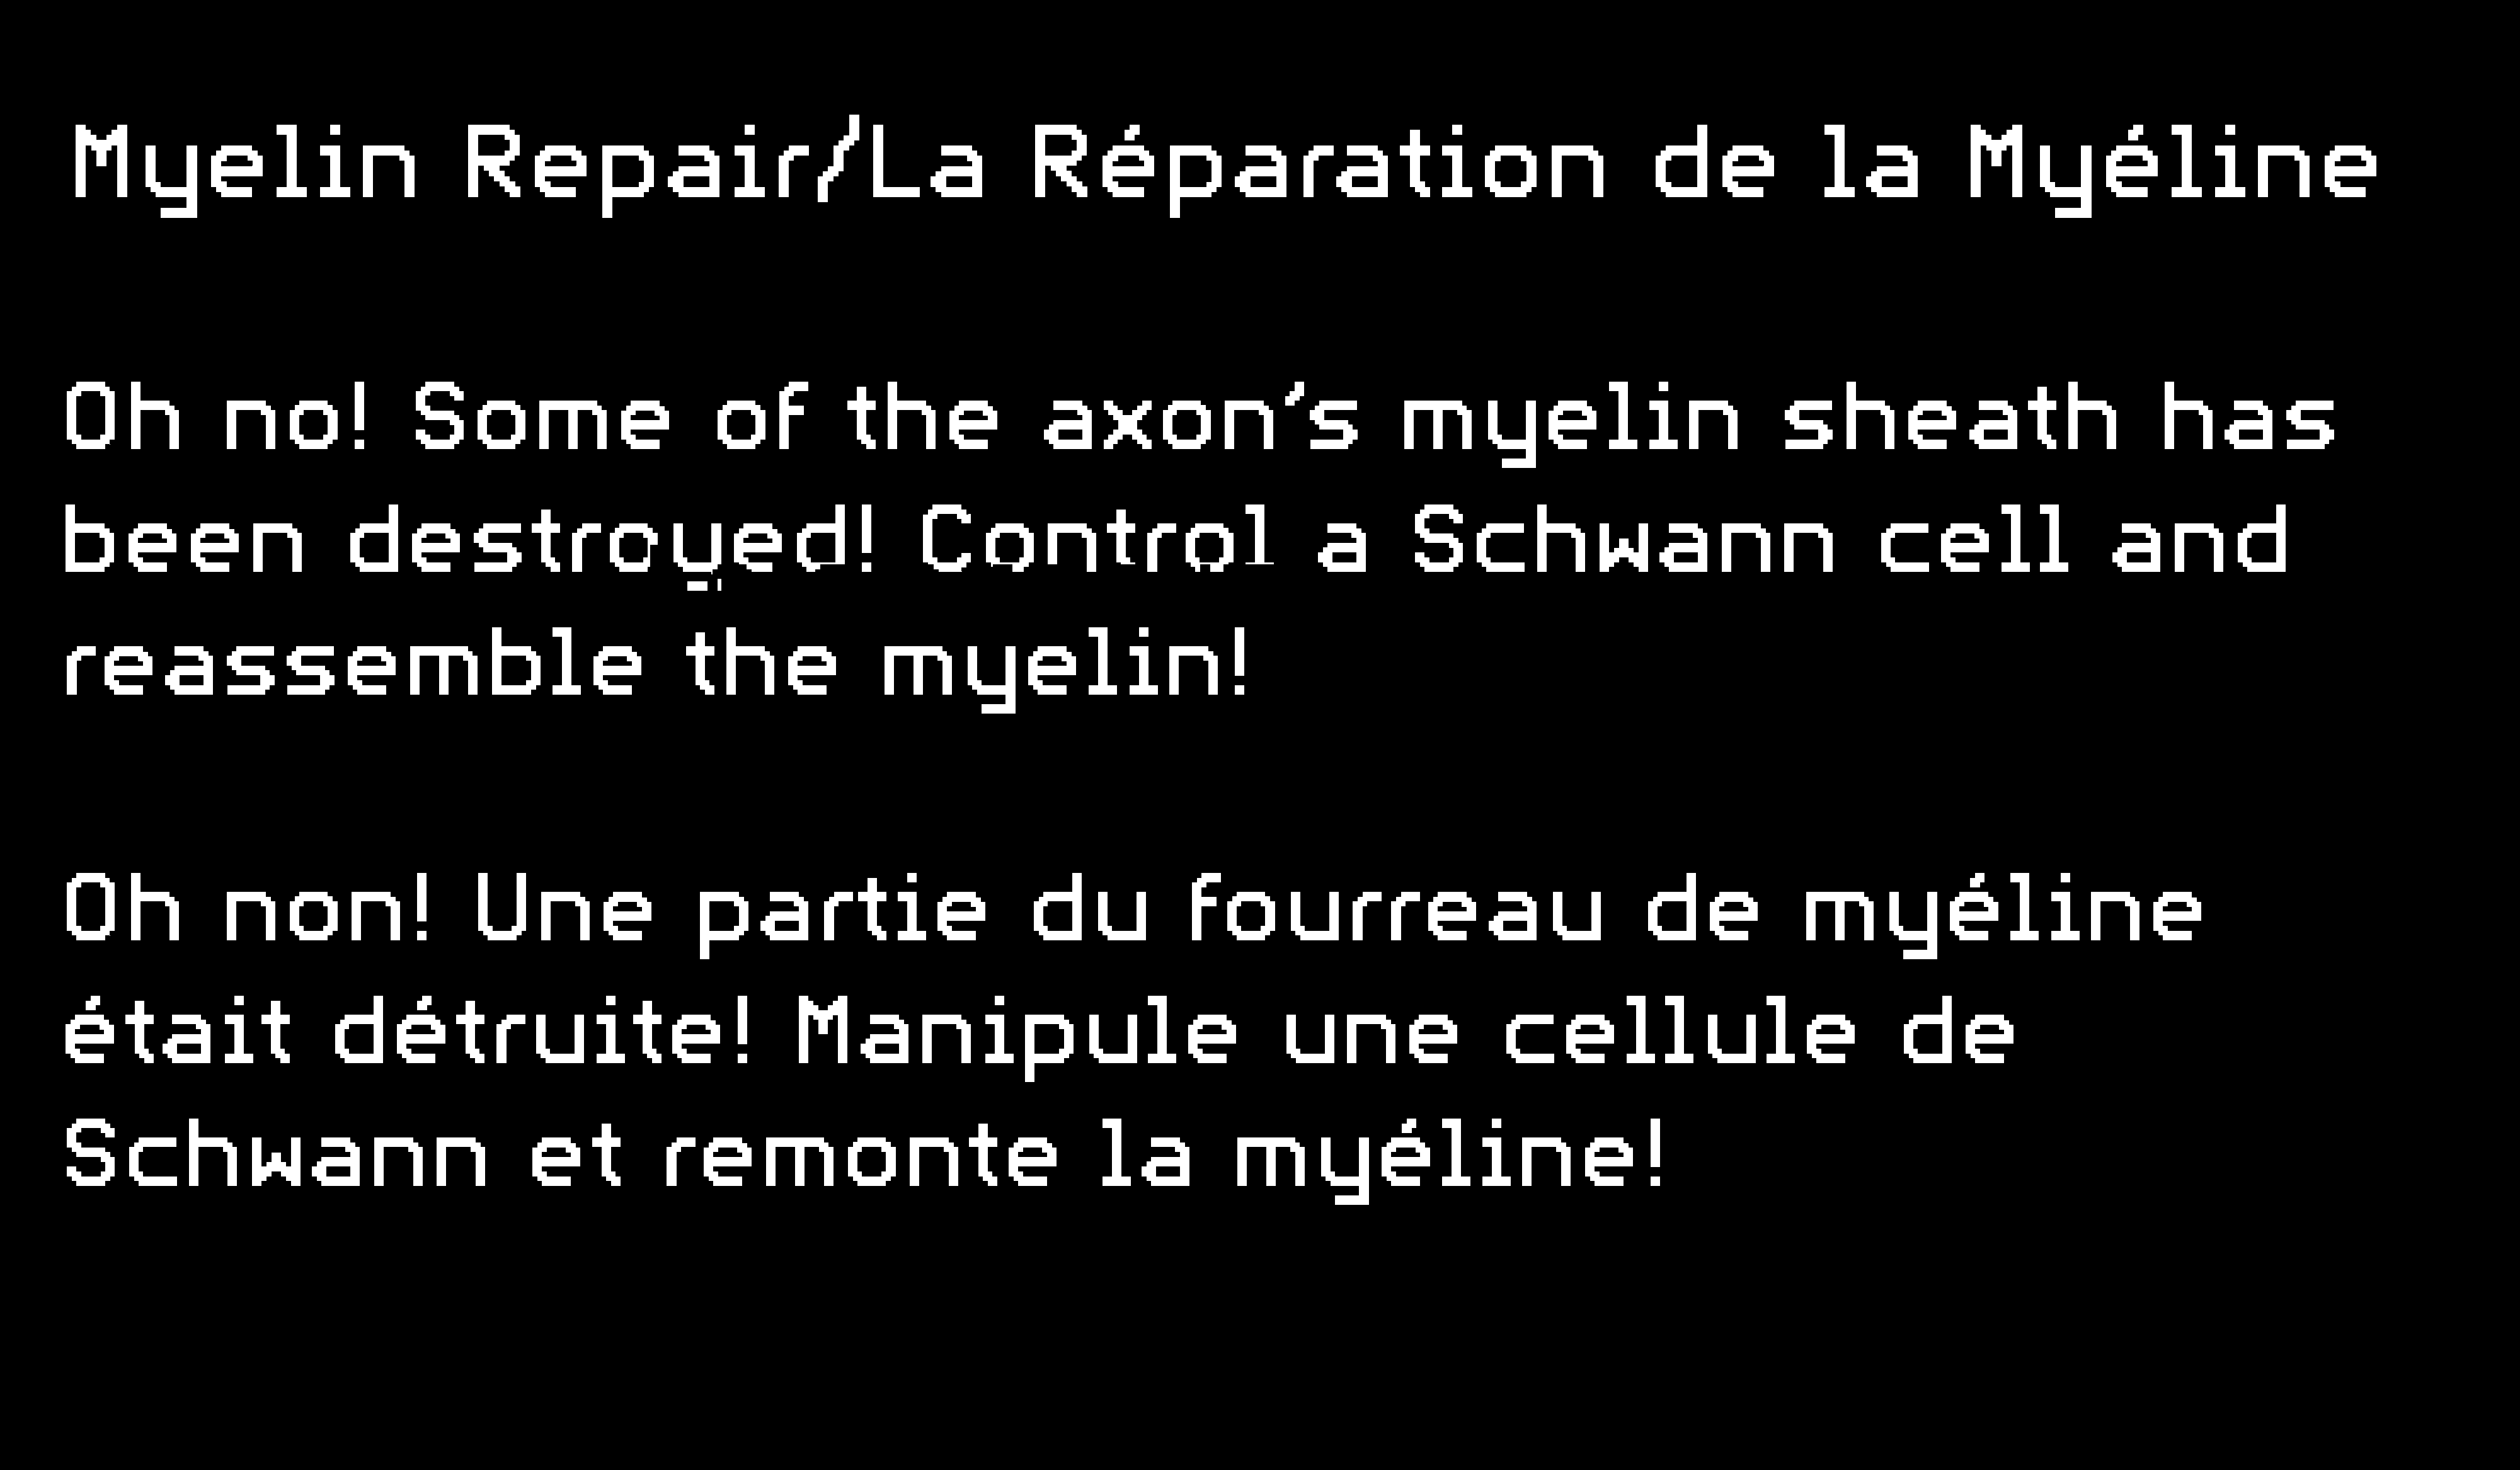 Myelin Repair/La Réparation de la Myéline
Oh no! Some of the axon's myelin sheath has
been destroyed! Control a Schwann cell and
reassemble the myelin!
Oh non! Une partie du fourreau de myéline
était détruite! Manipule une cellule de
Schwann et remonte la myéline!